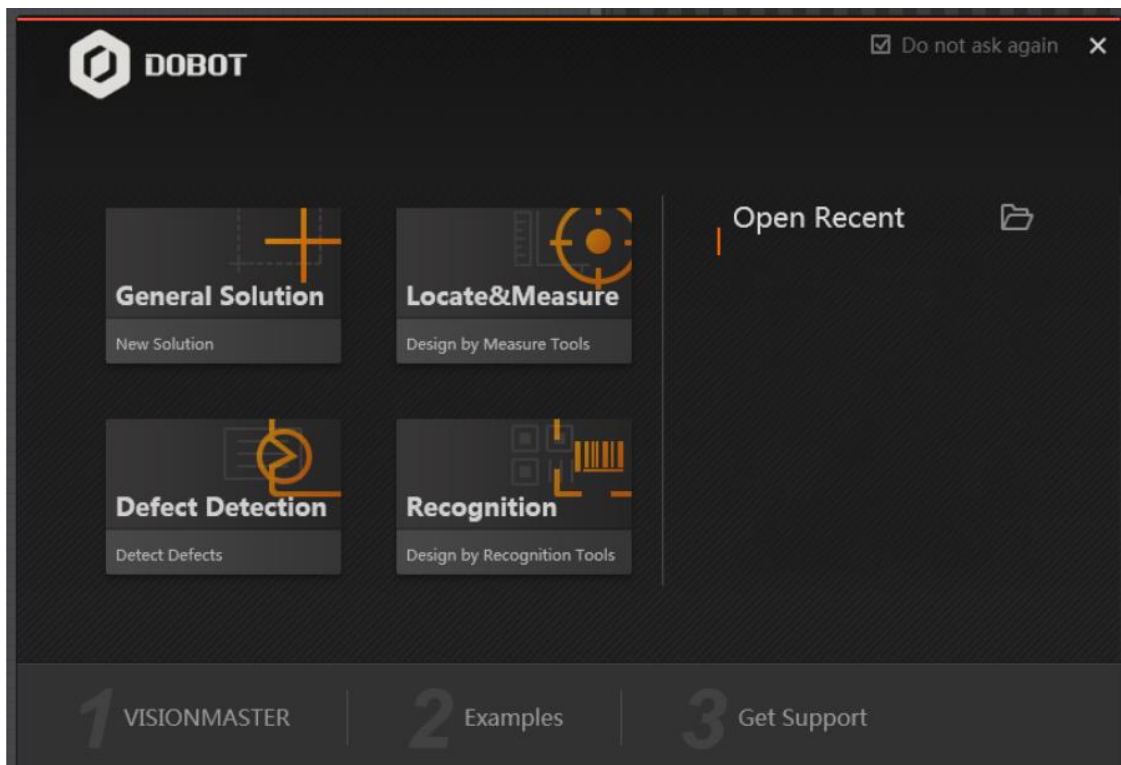 DOBOT
Do not ask again
General Solution
New Solution
Locate&Measure
Design by Measure Tools
Open Recent
Defect Detection
Detect Defects
Recognition
Design by Recognition Tools
1 VISIONMASTER
2 Examples
3 Get Support